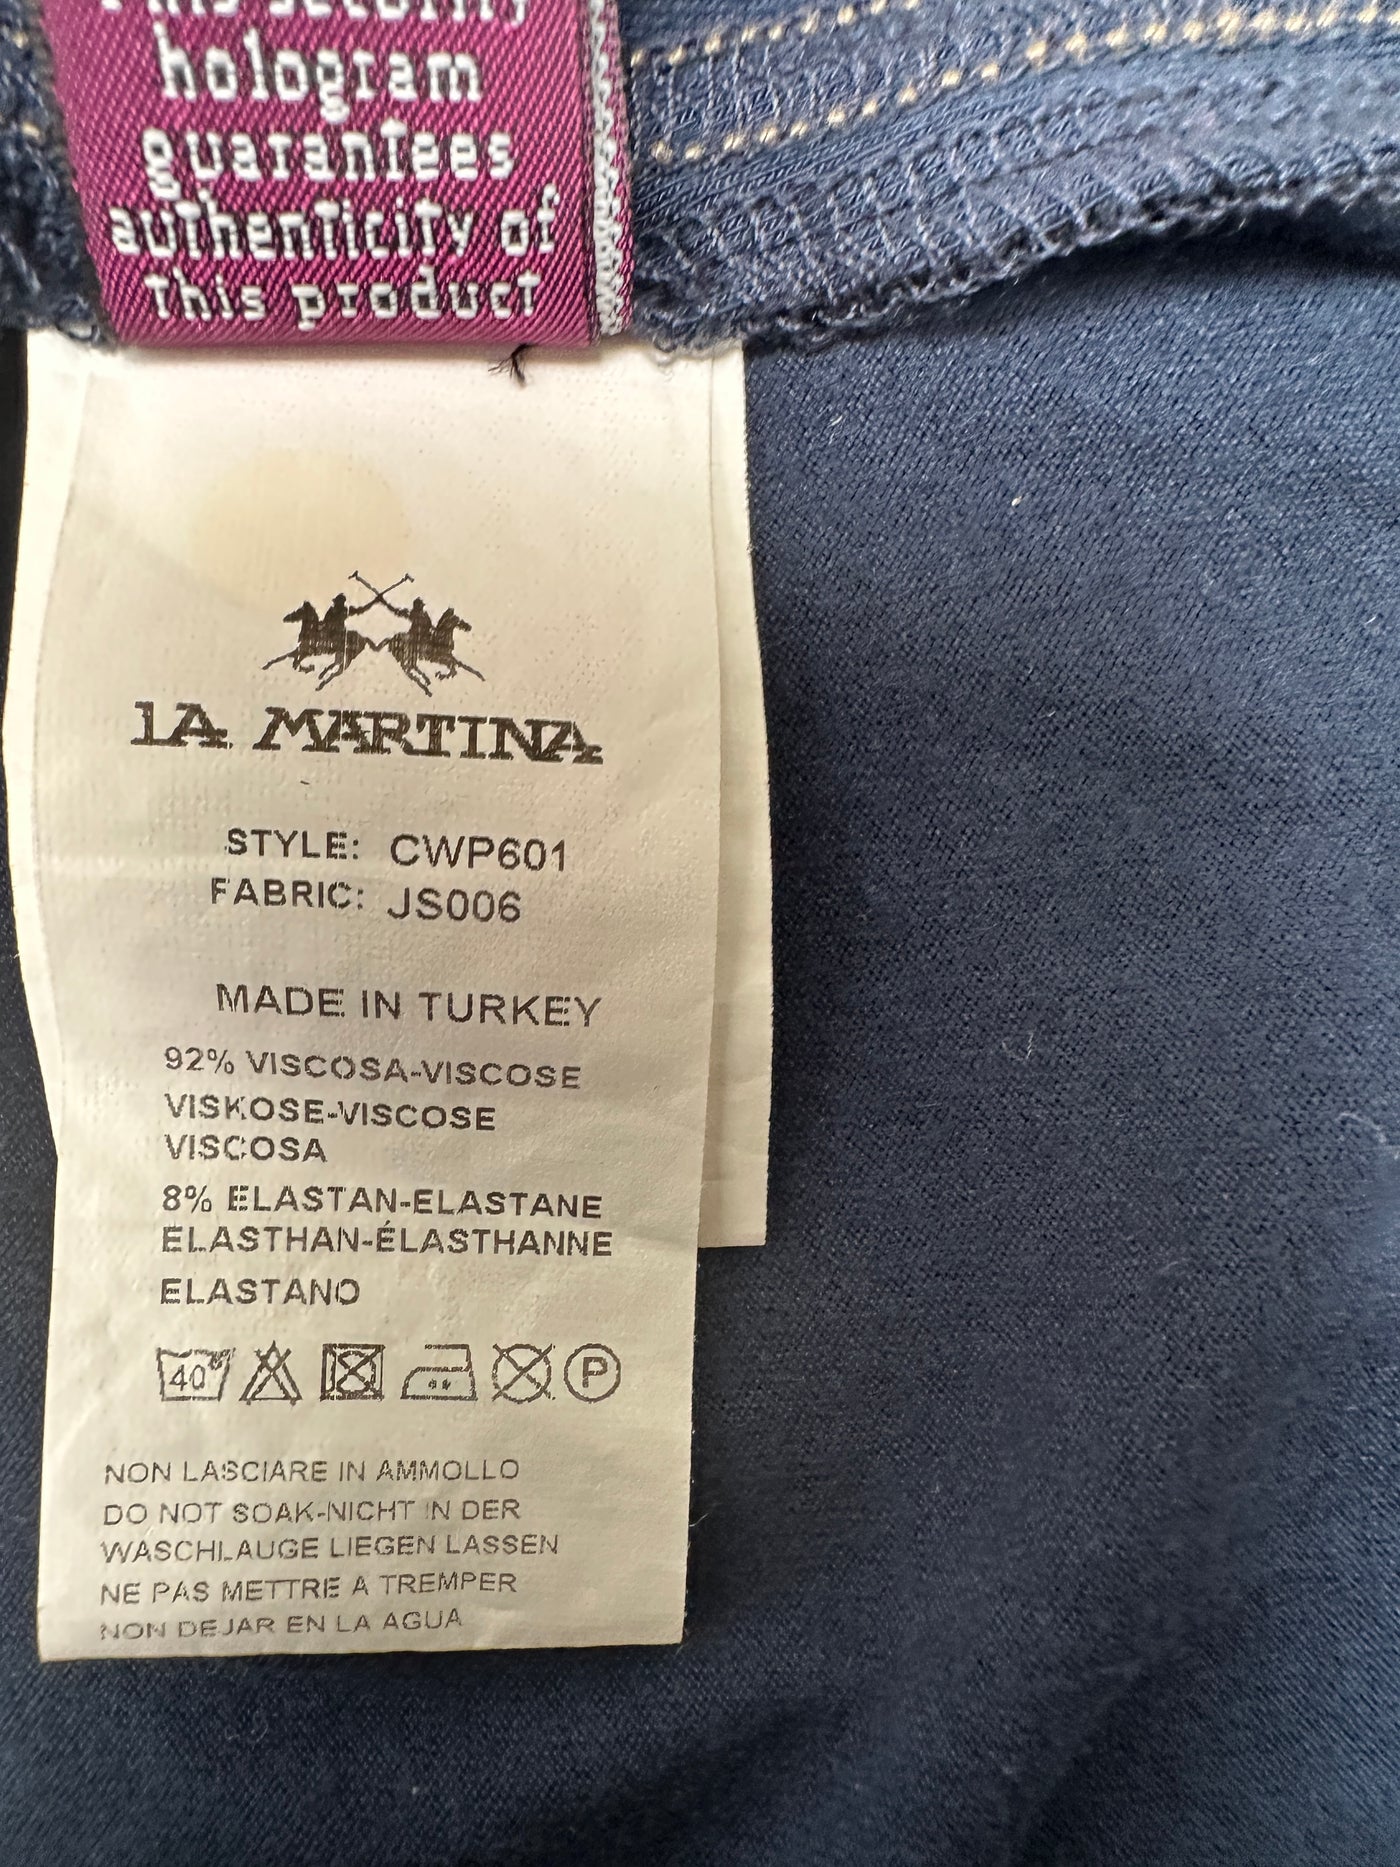 This security
hologram
guarantees
authenticity of
this product
LA MARTINA
STYLE: CWP601
FABRIC: JS006
MADE IN TURKEY
92% VISCOSA-VISCOSE
VISKOSE-VISCOSE
VISCOSA
8% ELASTAN-ELASTANE
ELASTHAN-ÉLASTHANNE
ELASTANO
40° P
NON LASCIARE IN AMMOLLO
DO NOT SOAK-NICHT IN DER
WASCHLAUGE LIEGEN LASSEN
NE PAS METTRE A TREMPER
NON DEJAR EN LA AGUA